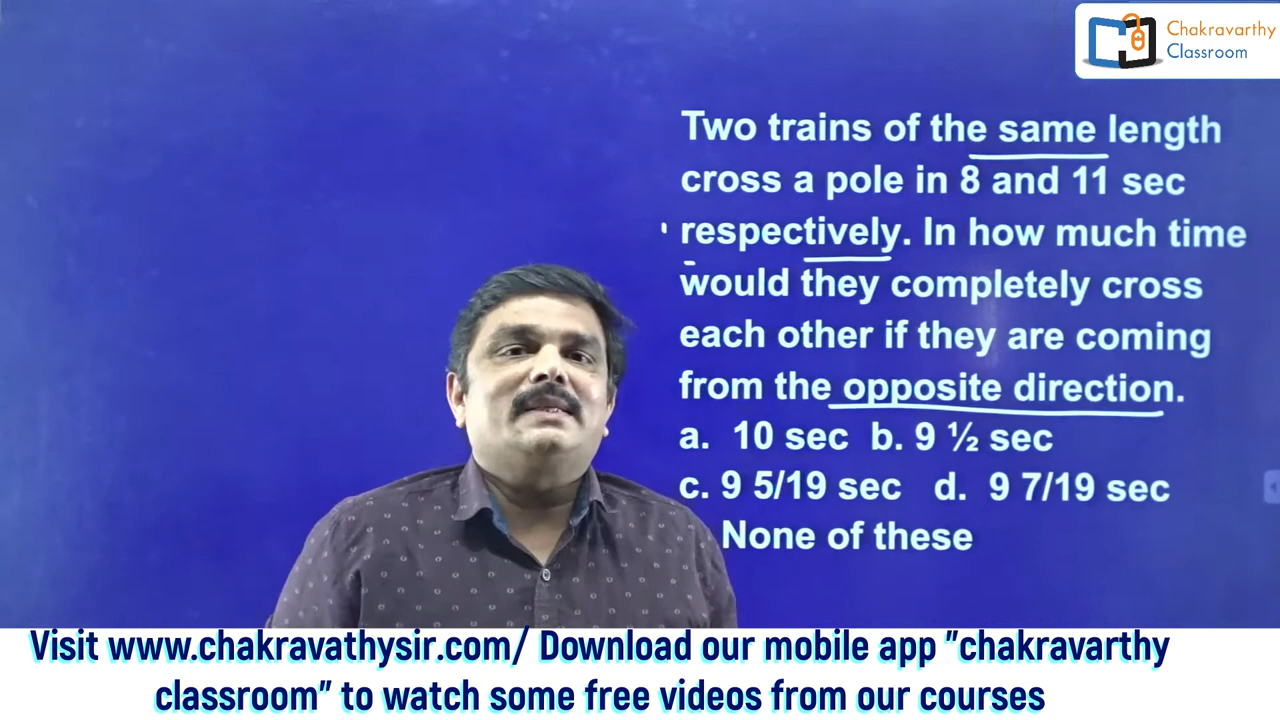 Chakravarthy
Classroom
Two trains of the same length
cross a pole in 8 and 11 sec
respectively. In how much time
would they completely cross
each other if they are coming
from the opposite direction.
a. 10 sec b. 9 ½ sec
c. 9 5/19 sec d. 9 7/19 sec
None of these
Visit www.chakravathysir.com/ Download our mobile app "chakravarthy
classroom" to watch some free videos from our courses